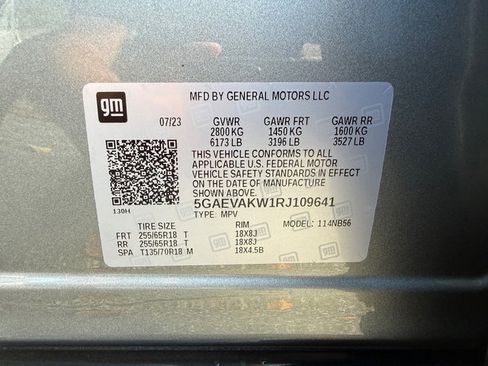 gm
MFD BY GENERAL MOTORS LLC
07/23 GVWR GAWR FRT GAWR RR
2800 KG 1450 KG 1600 KG
6173 LB 3196 LB 3527 LB
THIS VEHICLE CONFORMS TO ALL
APPLICABLE U.S. FEDERAL MOTOR
VEHICLE SAFETY AND THEFT PREVENTION
STANDARDS IN EFFECT ON
THE DATE OF MANUFACTURE
SHOWN ABOVE.
130H 5GAEVAKW1RJ109641
TYPE: MPV
TIRE SIZE RIM MODEL: 114NB56
FRT 255/65R18 T 18X8J
RR 255/65R18 T 18X8J
SPA T135/70R18 M 18X4.5B